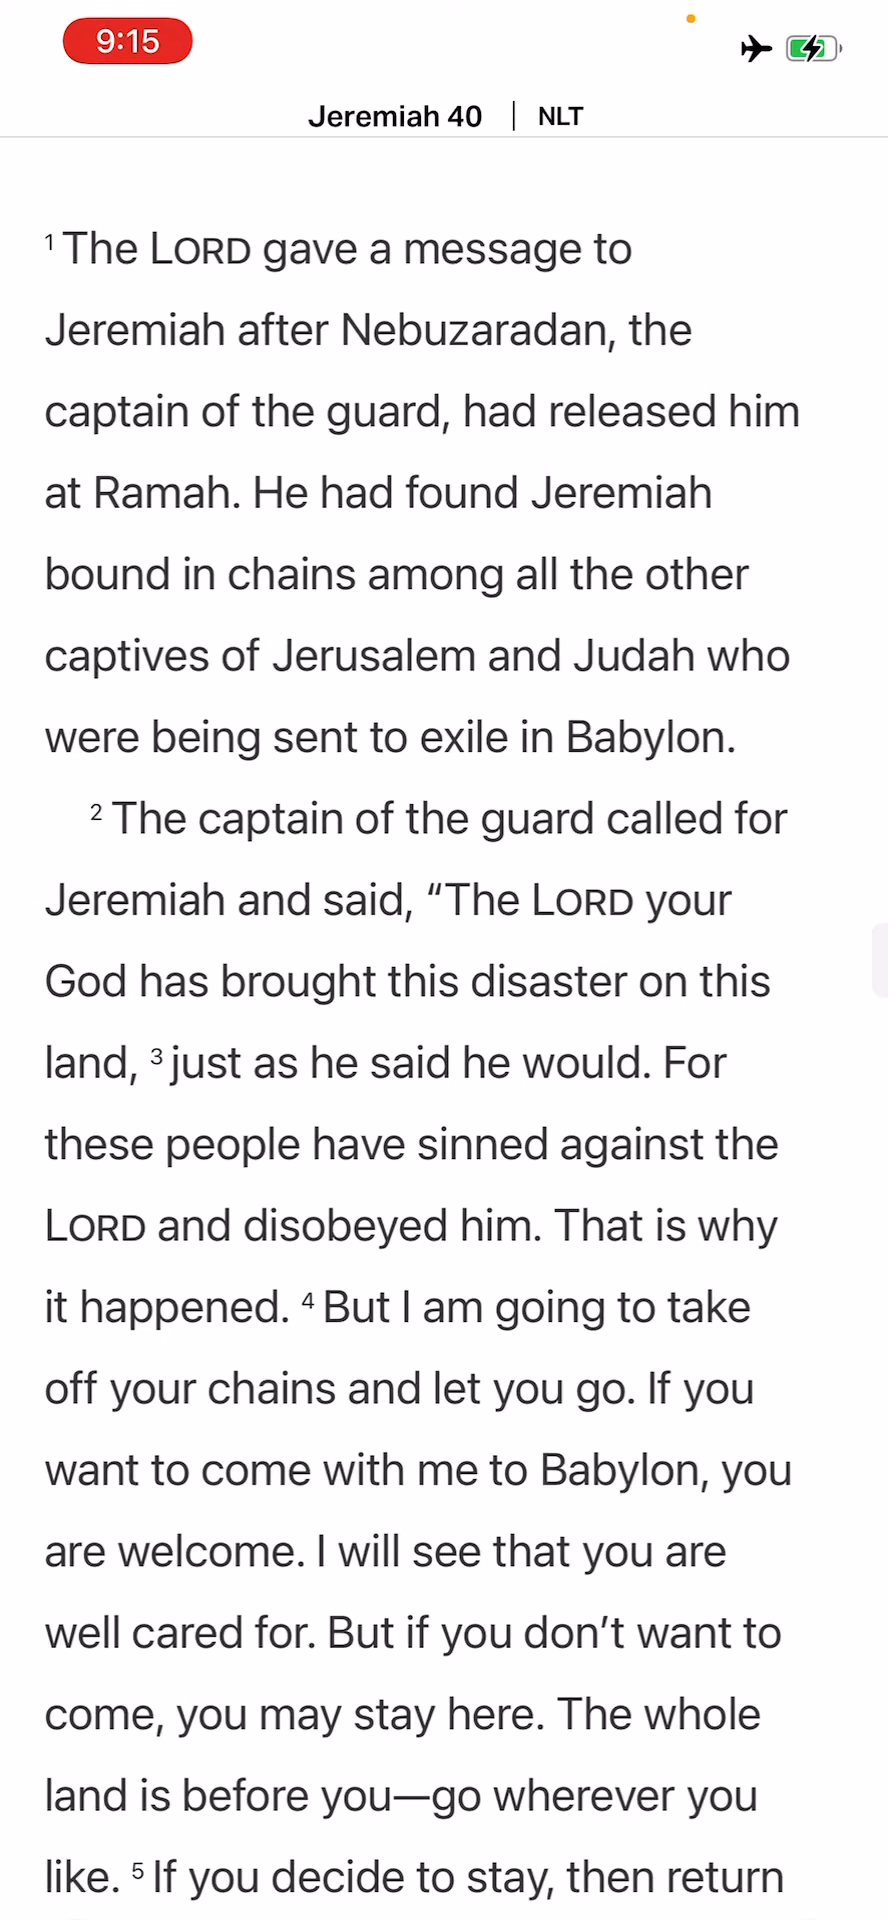 9:15
Jeremiah 40 | NLT
1 The LORD gave a message to
Jeremiah after Nebuzaradan, the
captain of the guard, had released him
at Ramah. He had found Jeremiah
bound in chains among all the other
captives of Jerusalem and Judah who
were being sent to exile in Babylon.
2 The captain of the guard called for
Jeremiah and said, “The LORD your
God has brought this disaster on this
land, 3 just as he said he would. For
these people have sinned against the
LORD and disobeyed him. That is why
it happened. 4 But I am going to take
off your chains and let you go. If you
want to come with me to Babylon, you
are welcome. I will see that you are
well cared for. But if you don’t want to
come, you may stay here. The whole
land is before you—go wherever you
like. 5 If you decide to stay, then return